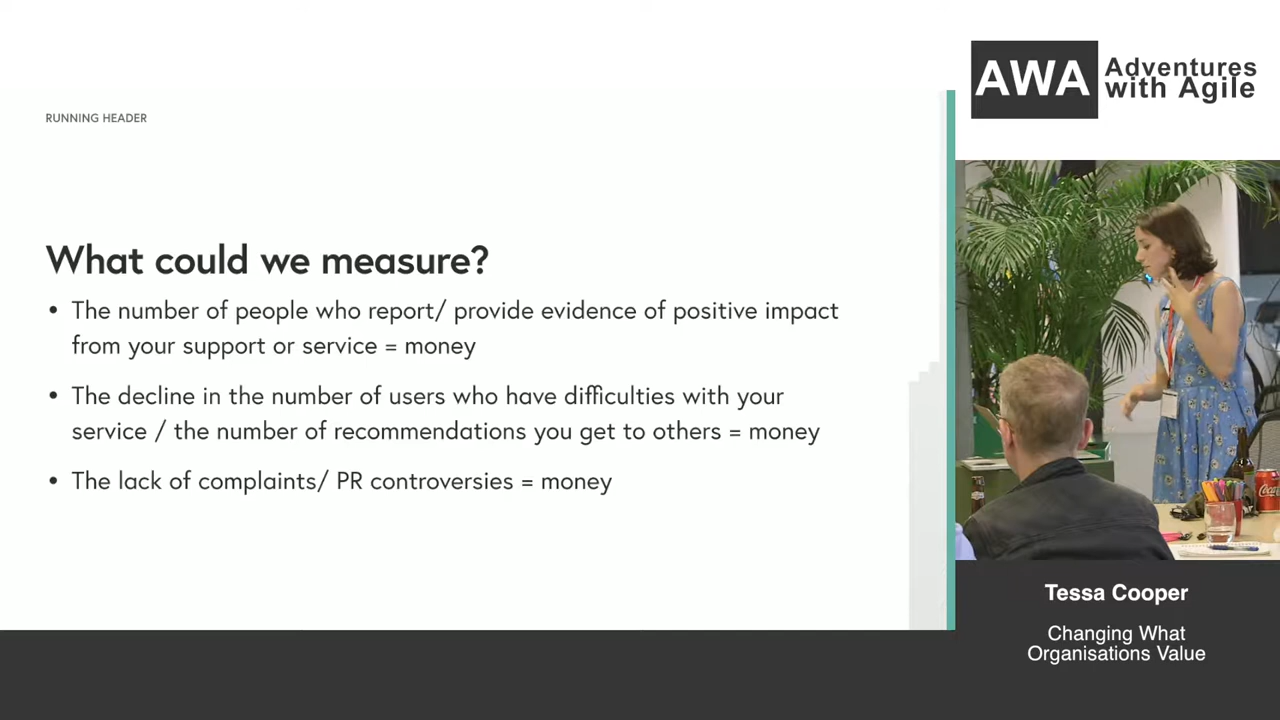 AWA Adventures
with Agile
RUNNING HEADER
What could we measure?
• The number of people who report/ provide evidence of positive impact
from your support or service = money
• The decline in the number of users who have difficulties with your
service / the number of recommendations you get to others = money
• The lack of complaints/ PR controversies = money
Tessa Cooper
Changing What
Organisations Value